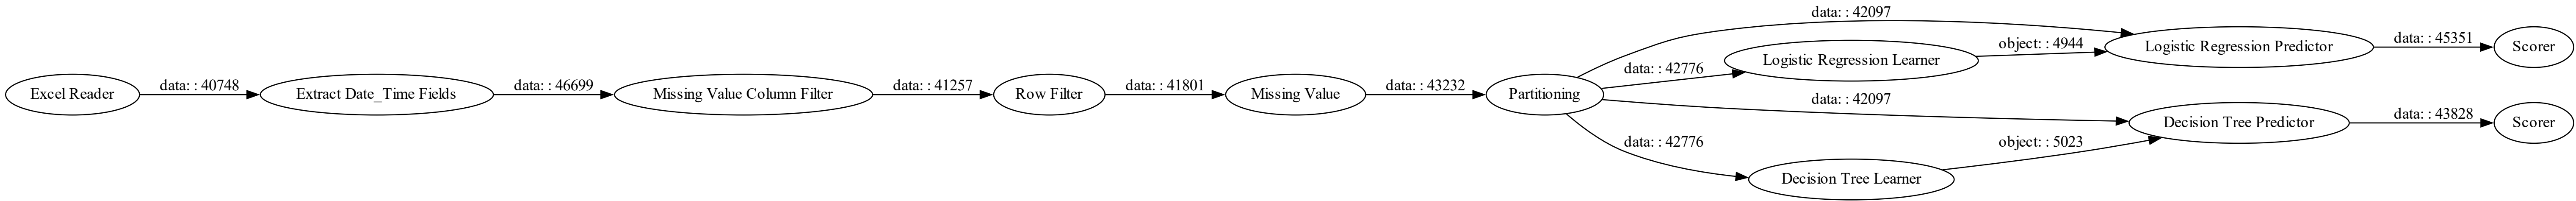 Excel Reader
data: : 40748
Extract Date_Time Fields
data: : 46699
Missing Value Column Filter
data: : 41257
Row Filter
data: : 41801
Missing Value
data: : 43232
Partitioning
data: : 42097
data: : 42776
Logistic Regression Learner
object: : 4944
Logistic Regression Predictor
data: : 45351
Scorer
data: : 42097
data: : 42776
Decision Tree Learner
object: : 5023
Decision Tree Predictor
data: : 43828
Scorer